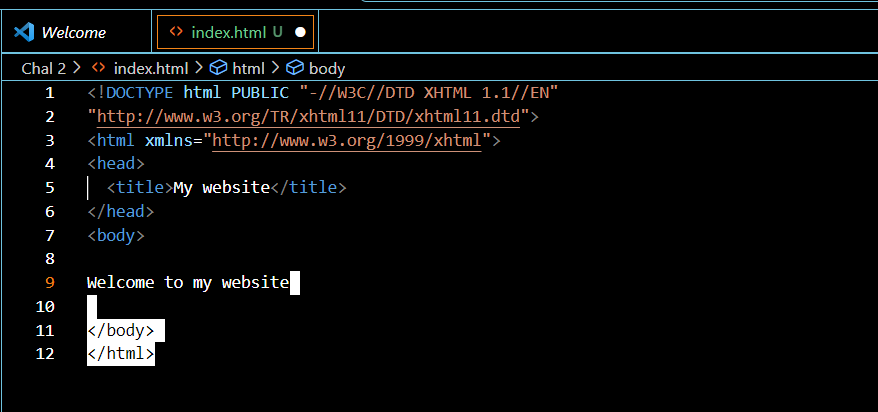 Welcome
<> index.html U
Chal 2 > <> index.html > html > body
1 <!DOCTYPE html PUBLIC "-//W3C//DTD XHTML 1.1//EN"
2 "http://www.w3.org/TR/xhtml11/DTD/xhtml11.dtd">
3 <html xmlns="http://www.w3.org/1999/xhtml">
4 <head>
5   <title>My website</title>
6 </head>
7 <body>
8
9 Welcome to my website
10
11 </body>
12 </html>